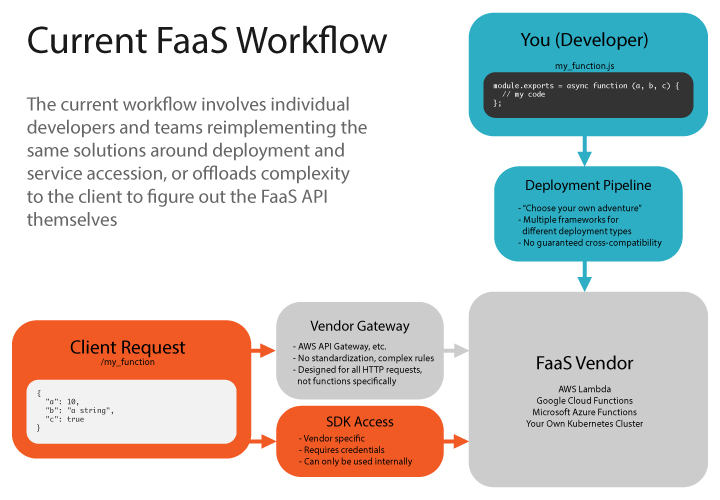 Current FaaS Workflow
The current workflow involves individual
developers and teams reimplementing the
same solutions around deployment and
service accession, or offloads complexity
to the client to figure out the FaaS API
themselves
You (Developer)
my_function.js
module.exports = async function (a, b, c) {
// my code
};
Deployment Pipeline
- “Choose your own adventure”
- Multiple frameworks for
different deployment types
- No guaranteed cross-compatibility
Client Request
/my_function
{
"a": 10,
"b": "a string",
"c": true
}
Vendor Gateway
- AWS API Gateway, etc.
- No standardization, complex rules
- Designed for all HTTP requests,
not functions specifically
SDK Access
- Vendor specific
- Requires credentials
- Can only be used internally
FaaS Vendor
AWS Lambda
Google Cloud Functions
Microsoft Azure Functions
Your Own Kubernetes Cluster